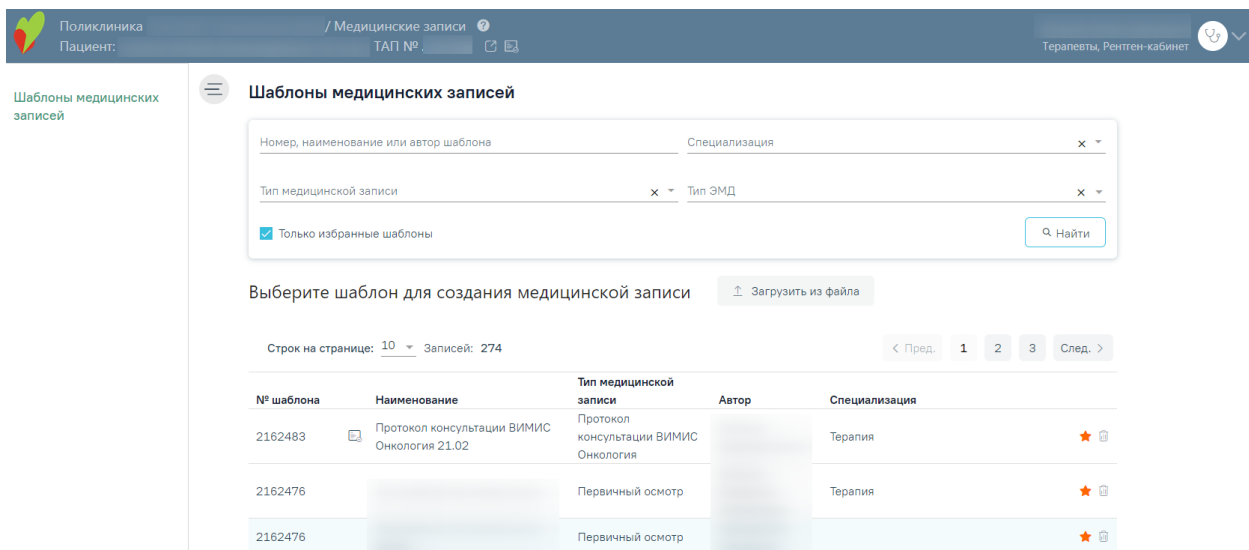 Поликлиника / Медицинские записи
Пациент: ТАП №
Терапевты, Рентген-кабинет
Шаблоны медицинских
записей
Шаблоны медицинских записей
Номер, наименование или автор шаблона
Специализация
Тип медицинской записи
Тип ЭМД
Только избранные шаблоны
Найти
Выберите шаблон для создания медицинской записи
Загрузить из файла
Строк на странице: 10 Записей: 274
< Пред. 1 2 3 След. >
№ шаблона
Наименование
Тип медицинской
записи
Автор
Специализация
2162483
Протокол консультации ВИМИС
Онкология 21.02
Протокол
консультации ВИМИС
Онкология
Терапия
2162476
Первичный осмотр
Терапия
2162476
Первичный осмотр